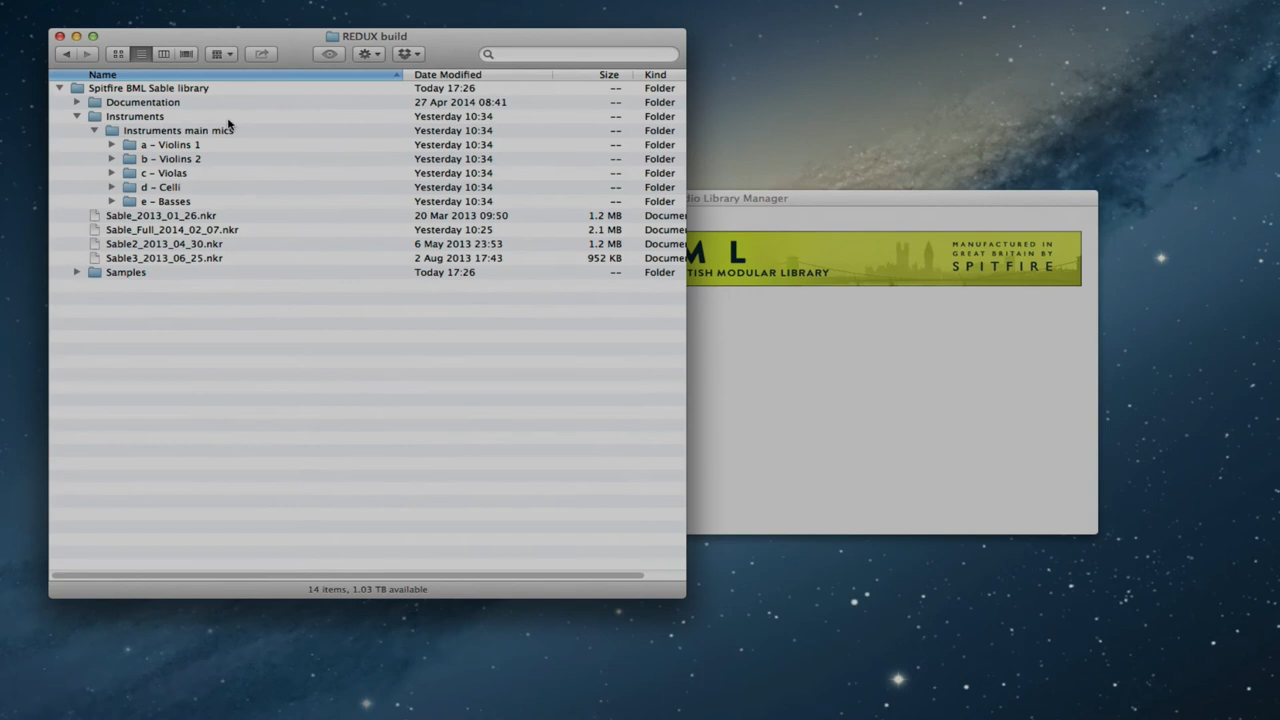 REDUX build
Name Date Modified Size Kind
Spitfire BML Sable library Today 17:26 -- Folder
Documentation 27 Apr 2014 08:41 -- Folder
Instruments Yesterday 10:34 -- Folder
Instruments main mics Yesterday 10:34 -- Folder
a - Violins 1 Yesterday 10:34 -- Folder
b - Violins 2 Yesterday 10:34 -- Folder
c - Violas Yesterday 10:34 -- Folder
d - Celli Yesterday 10:34 -- Folder
e - Basses Yesterday 10:34 -- Folder
Sable_2013_01_26.nkr 20 Mar 2013 09:50 1.2 MB Docume
Sable_Full_2014_02_07.nkr Yesterday 10:25 2.1 MB Docume
Sable2_2013_04_30.nkr 6 May 2013 23:53 1.2 MB Docume
Sable3_2013_06_25.nkr 2 Aug 2013 17:43 952 KB Docume
Samples Today 17:26 -- Folder
14 items, 1.03 TB available
dio Library Manager
M L
TISH MODULAR LIBRARY
MANUFACTURED IN
GREAT BRITAIN BY
SPITFIRE